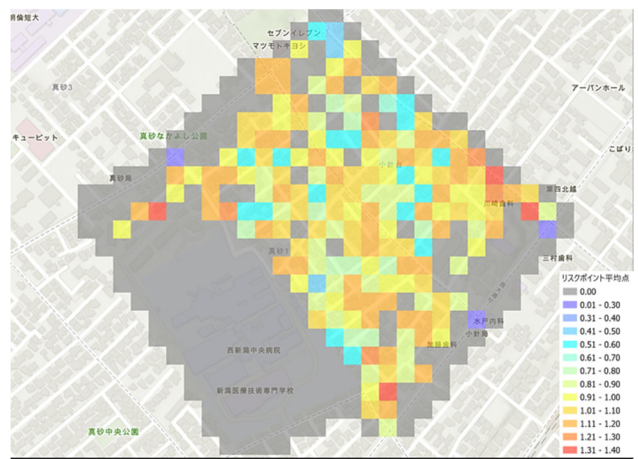 明倫短大
セブンイレブン
マツモトキヨシ
真砂3
アーバンホール
キューピット
真砂なかよし公園
こばり
小針台
真砂局
第四北越
川崎歯科
真砂1
三村歯科
リスクポイント平均点
0.00
0.01 - 0.30
0.31 - 0.40
0.41 - 0.50
0.51 - 0.60
0.61 - 0.70
0.71 - 0.80
0.81 - 0.90
0.91 - 1.00
1.01 - 1.10
1.11 - 1.20
1.21 - 1.30
1.31 - 1.40
水戸内科
小針局
西新潟中央病院
新潟医療技術専門学校
真砂中央公園